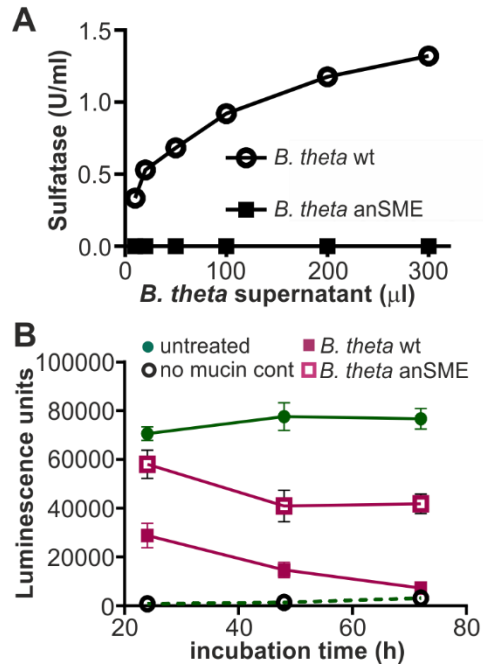 A
Sulfatase (U/ml)
1.5
1.0
0.5
0.0
B. theta wt
B. theta anSME
0
100
200
300
B. theta supernatant (μl)
B
untreated
B. theta wt
no mucin cont
B. theta anSME
Luminescence units
100000
80000
60000
40000
20000
0
20
40
60
80
incubation time (h)